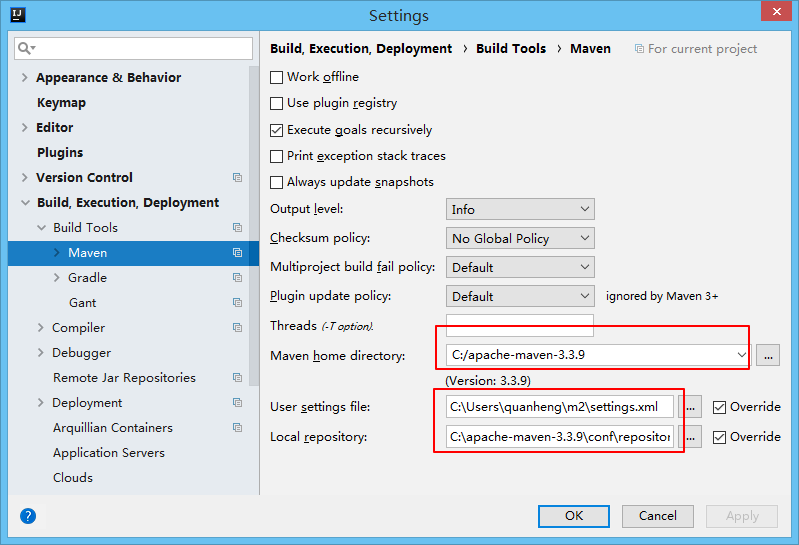 Settings
Build, Execution, Deployment › Build Tools › Maven For current project
Appearance & Behavior
Keymap
Editor
Plugins
Version Control
Build, Execution, Deployment
Build Tools
Maven
Gradle
Gant
Compiler
Debugger
Remote Jar Repositories
Deployment
Arquillian Containers
Application Servers
Clouds
Work offline
Use plugin registry
Execute goals recursively
Print exception stack traces
Always update snapshots
Output level: Info
Checksum policy: No Global Policy
Multiproject build fail policy: Default
Plugin update policy: Default ignored by Maven 3+
Threads (-T option).
Maven home directory: C:/apache-maven-3.3.9 ...
(Version: 3.3.9)
User settings file: C:\Users\quanheng\m2\settings.xml ... Override
Local repository: C:\apache-maven-3.3.9\conf\repositor ... Override
? OK Cancel Apply